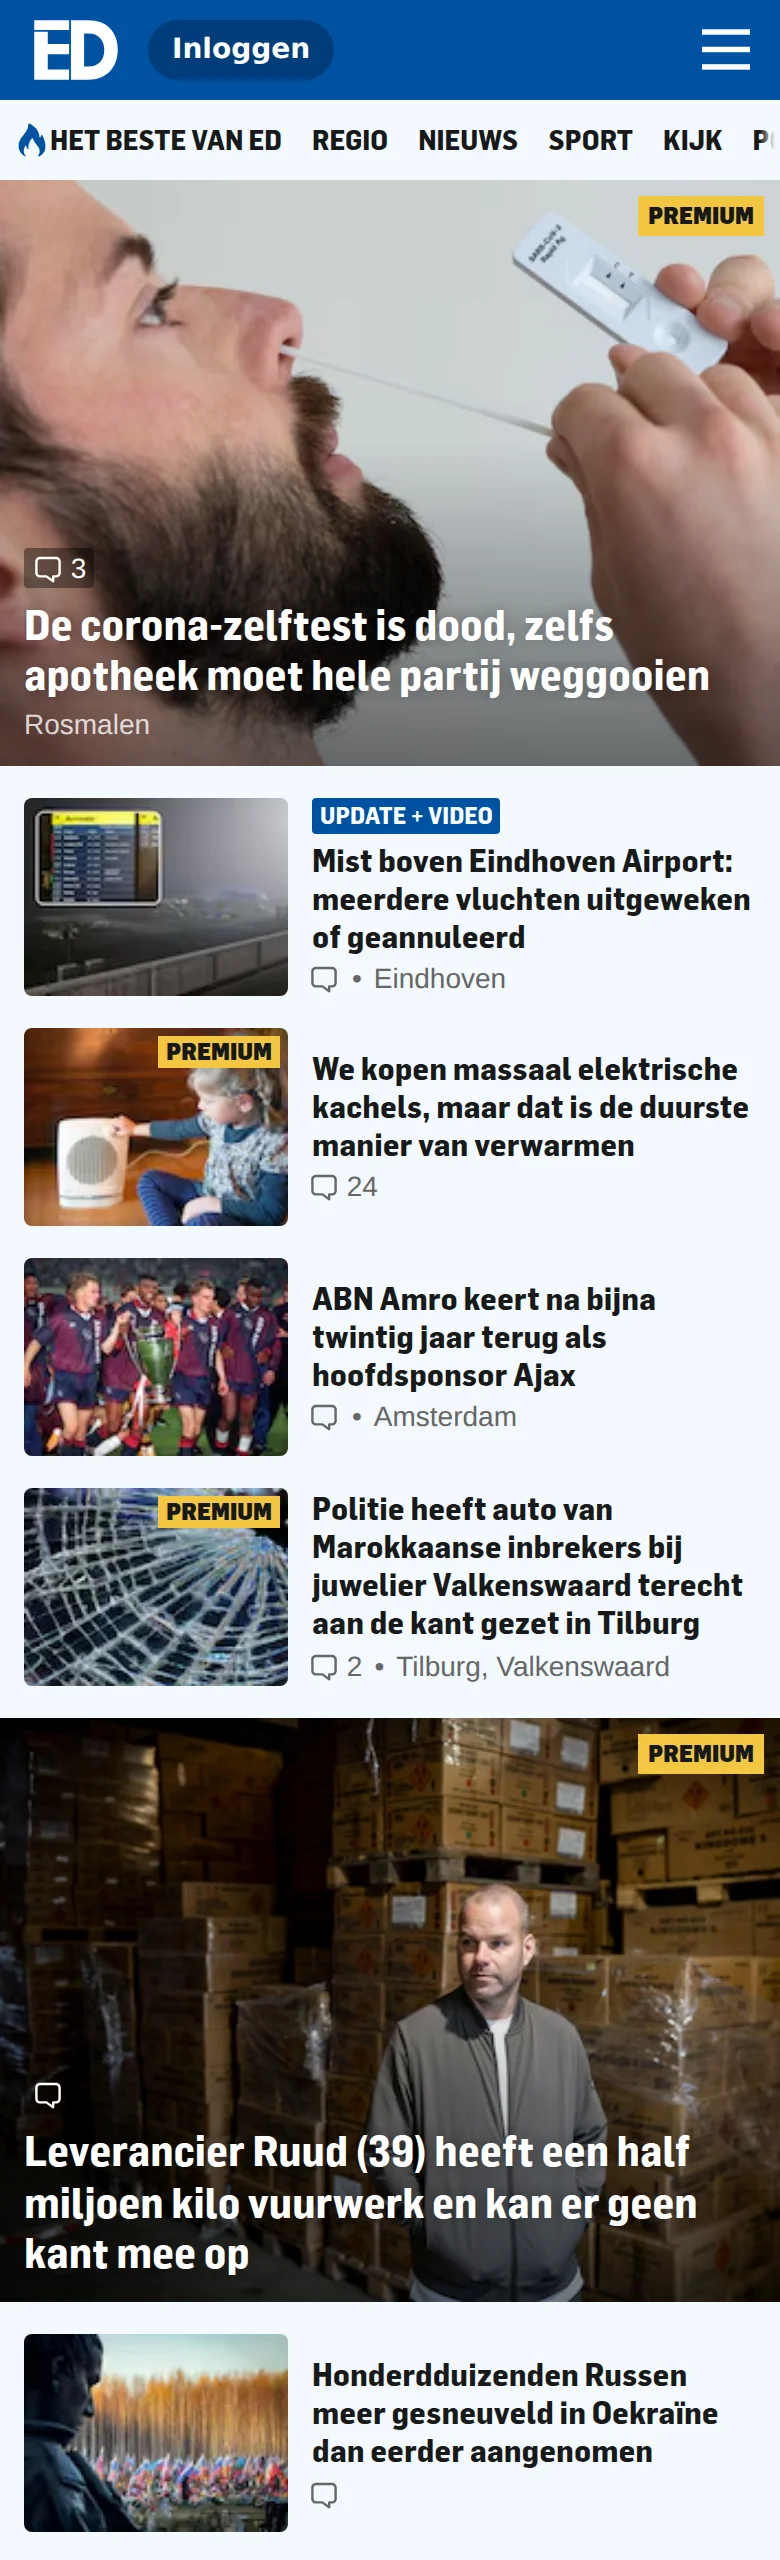 ED
Inloggen
HET BESTE VAN ED REGIO NIEUWS SPORT KIJK
PREMIUM
SARS-CoV-2
Rapid Ag
C T
3
De corona-zelftest is dood, zelfs
apotheek moet hele partij weggooien
Rosmalen
UPDATE + VIDEO
Mist boven Eindhoven Airport:
meerdere vluchten uitgeweken
of geannuleerd
• Eindhoven
PREMIUM
We kopen massaal elektrische
kachels, maar dat is de duurste
manier van verwarmen
24
ABN Amro keert na bijna
twintig jaar terug als
hoofdsponsor Ajax
• Amsterdam
PREMIUM
Politie heeft auto van
Marokkaanse inbrekers bij
juwelier Valkenswaard terecht
aan de kant gezet in Tilburg
2 • Tilburg, Valkenswaard
PREMIUM
Leverancier Ruud (39) heeft een half
miljoen kilo vuurwerk en kan er geen
kant mee op
Honderdduizenden Russen
meer gesneuveld in Oekraïne
dan eerder aangenomen